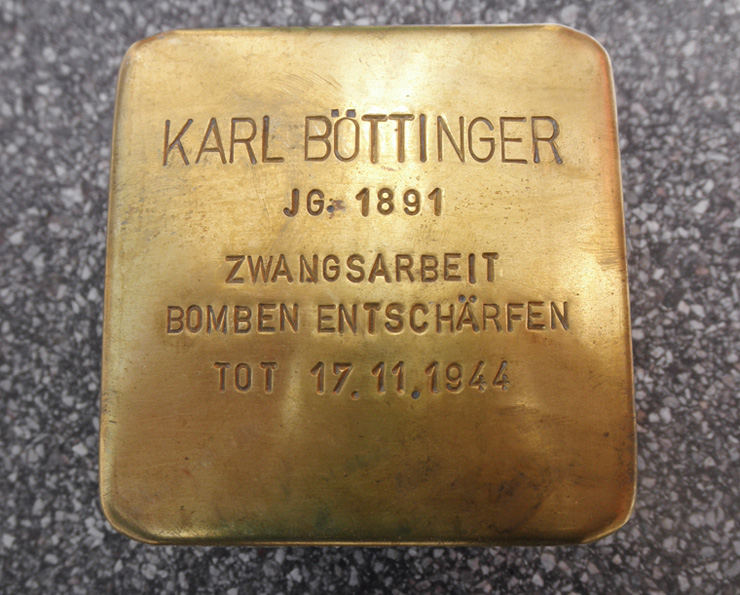 KARL BÖTTINGER
JG. 1891
ZWANGSARBEIT
BOMBEN ENTSCHÄRFEN
TOT 17.11.1944